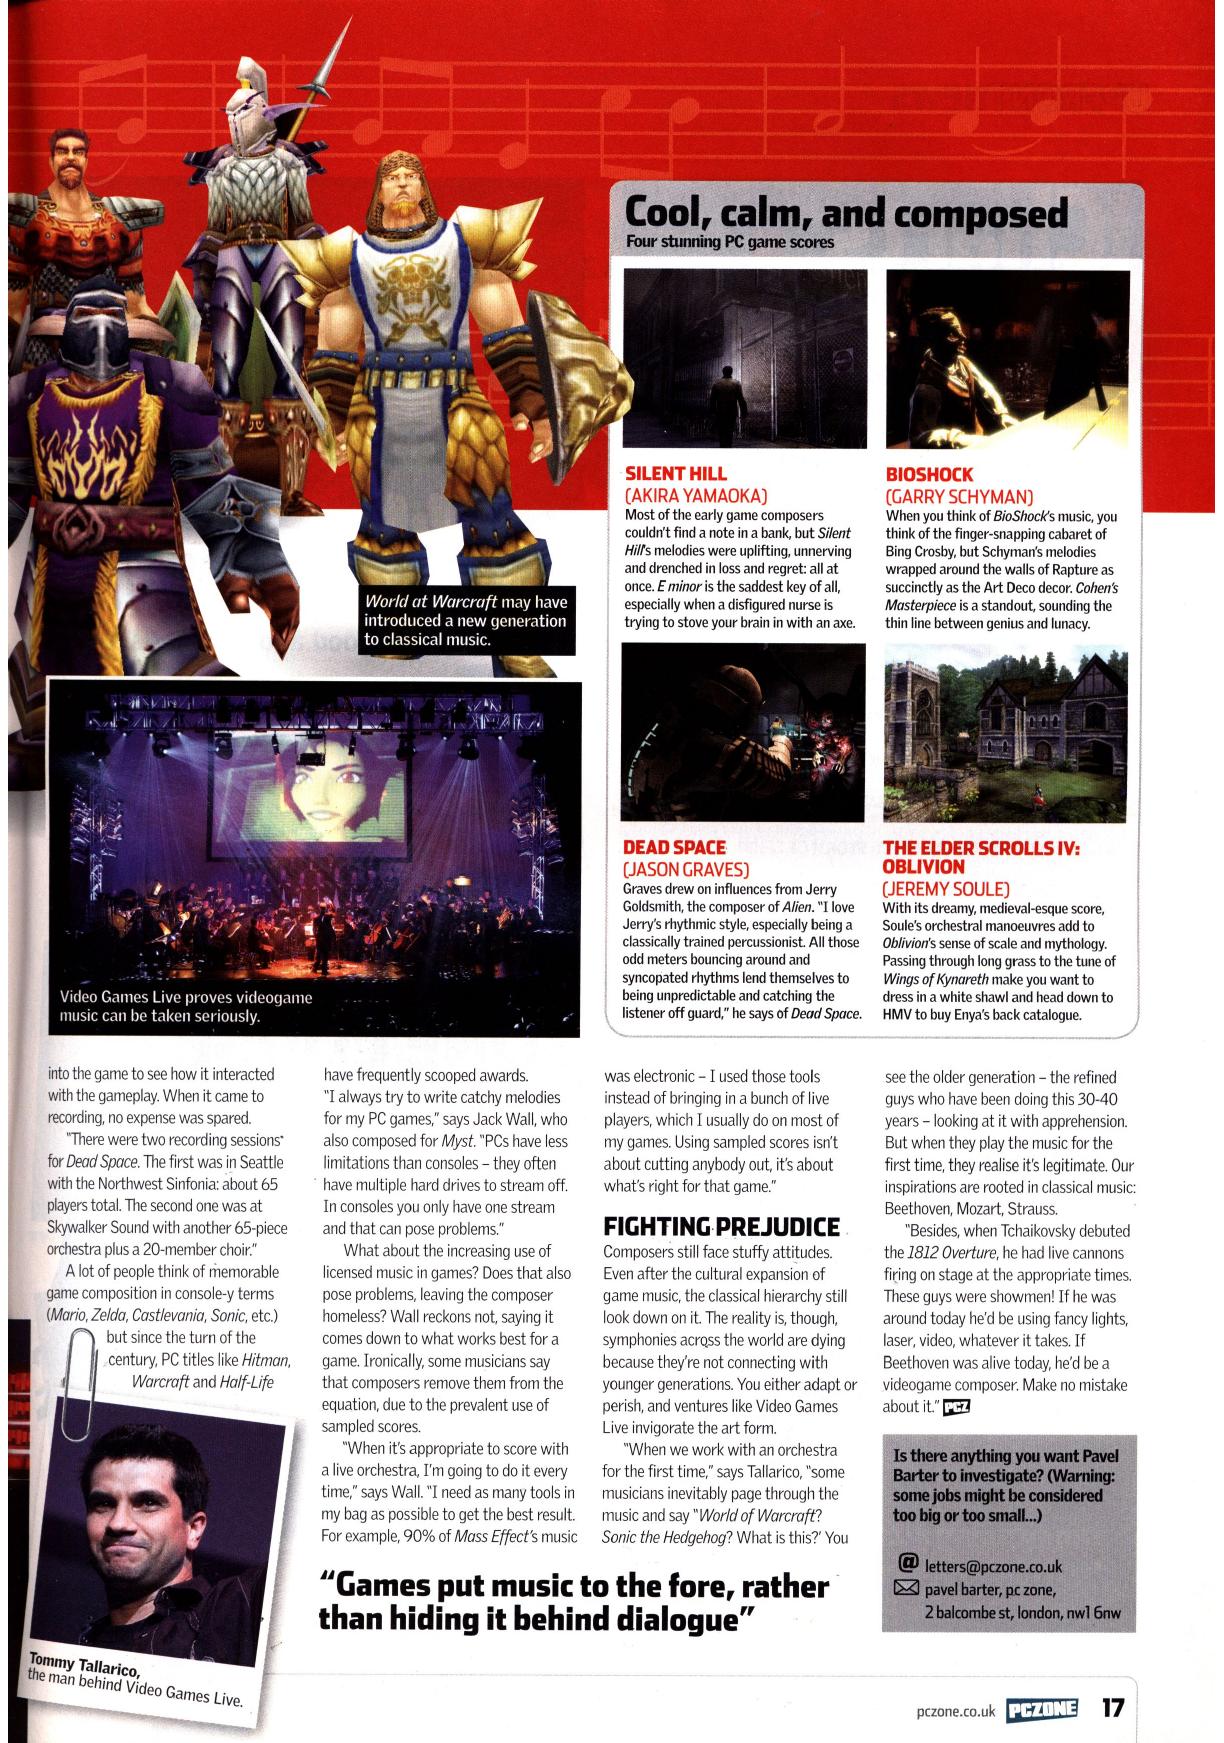 World at Warcraft may have
introduced a new generation
to classical music.
Cool, calm, and composed
Four stunning PC game scores
SILENT HILL
(AKIRA YAMAOKA)
Most of the early game composers
couldn't find a note in a bank, but Silent
Hill's melodies were uplifting, unnerving
and drenched in loss and regret: all at
once. E minor is the saddest key of all,
especially when a disfigured nurse is
trying to stove your brain in with an axe.
BIOSHOCK
(GARRY SCHYMAN)
When you think of BioShock's music, you
think of the finger-snapping cabaret of
Bing Crosby, but Schyman's melodies
wrapped around the walls of Rapture as
succinctly as the Art Deco decor. Cohen's
Masterpiece is a standout, sounding the
thin line between genius and lunacy.
DEAD SPACE
(JASON GRAVES)
Graves drew on influences from Jerry
Goldsmith, the composer of Alien. "I love
Jerry's rhythmic style, especially being a
classically trained percussionist. All those
odd meters bouncing around and
syncopated rhythms lend themselves to
being unpredictable and catching the
listener off guard," he says of Dead Space.
THE ELDER SCROLLS IV:
OBLIVION
(JEREMY SOULE)
With its dreamy, medieval-esque score,
Soule's orchestral manoeuvres add to
Oblivion's sense of scale and mythology.
Passing through long grass to the tune of
Wings of Kynareth make you want to
dress in a white shawl and head down to
HMV to buy Enya's back catalogue.
Video Games Live proves videogame
music can be taken seriously.
into the game to see how it interacted
with the gameplay. When it came to
recording, no expense was spared.
"There were two recording sessions
for Dead Space. The first was in Seattle
with the Northwest Sinfonia: about 65
players total. The second one was at
Skywalker Sound with another 65-piece
orchestra plus a 20-member choir."
A lot of people think of memorable
game composition in console-y terms
(Mario, Zelda, Castlevania, Sonic, etc.)
but since the turn of the
century, PC titles like Hitman,
Warcraft and Half-Life
Tommy Tallarico,
the man behind Video Games Live.
have frequently scooped awards.
"I always try to write catchy melodies
for my PC games," says Jack Wall, who
also composed for Myst. "PCs have less
limitations than consoles – they often
have multiple hard drives to stream off.
In consoles you only have one stream
and that can pose problems."
What about the increasing use of
licensed music in games? Does that also
pose problems, leaving the composer
homeless? Wall reckons not, saying it
comes down to what works best for a
game. Ironically, some musicians say
that composers remove them from the
equation, due to the prevalent use of
sampled scores.
"When it's appropriate to score with
a live orchestra, I'm going to do it every
time," says Wall. "I need as many tools in
my bag as possible to get the best result.
For example, 90% of Mass Effect's music
was electronic – I used those tools
instead of bringing in a bunch of live
players, which I usually do on most of
my games. Using sampled scores isn't
about cutting anybody out, it's about
what's right for that game."
FIGHTING PREJUDICE
Composers still face stuffy attitudes.
Even after the cultural expansion of
game music, the classical hierarchy still
look down on it. The reality is, though,
symphonies across the world are dying
because they're not connecting with
younger generations. You either adapt or
perish, and ventures like Video Games
Live invigorate the art form.
"When we work with an orchestra
for the first time," says Tallarico, "some
musicians inevitably page through the
music and say "World of Warcraft?
Sonic the Hedgehog? What is this?' You
see the older generation – the refined
guys who have been doing this 30-40
years – looking at it with apprehension.
But when they play the music for the
first time, they realise it's legitimate. Our
inspirations are rooted in classical music:
Beethoven, Mozart, Strauss.
"Besides, when Tchaikovsky debuted
the 1812 Overture, he had live cannons
firing on stage at the appropriate times.
These guys were showmen! If he was
around today he'd be using fancy lights,
laser, video, whatever it takes. If
Beethoven was alive today, he'd be a
videogame composer. Make no mistake
about it." PCZ
"Games put music to the fore, rather
than hiding it behind dialogue"
Is there anything you want Pavel
Barter to investigate? (Warning:
some jobs might be considered
too big or too small...)
@ letters@pczone.co.uk
pavel barter, pc zone,
2 balcombe st, london, nw1 6nw
pczone.co.uk PCZONE 17